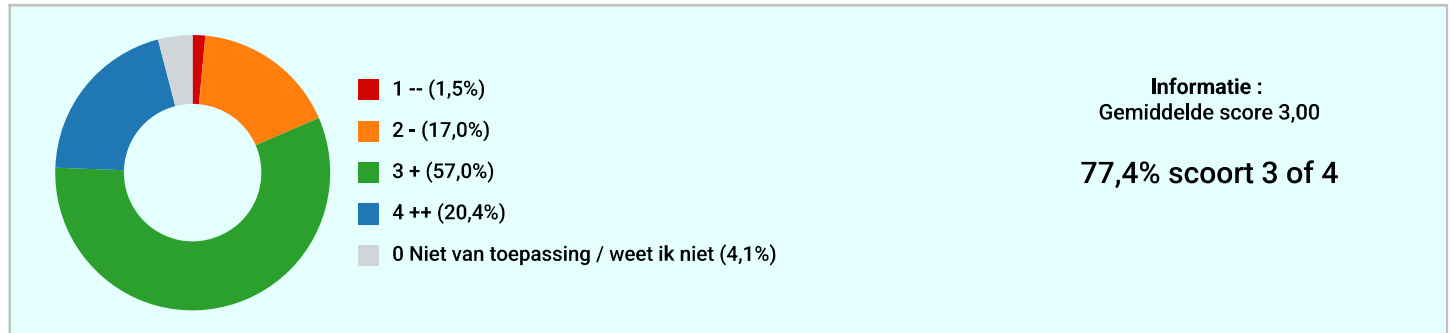 1 -- (1,5%)
2 - (17,0%)
3 + (57,0%)
4 ++ (20,4%)
0 Niet van toepassing / weet ik niet (4,1%)
Informatie :
Gemiddelde score 3,00
77,4% scoort 3 of 4